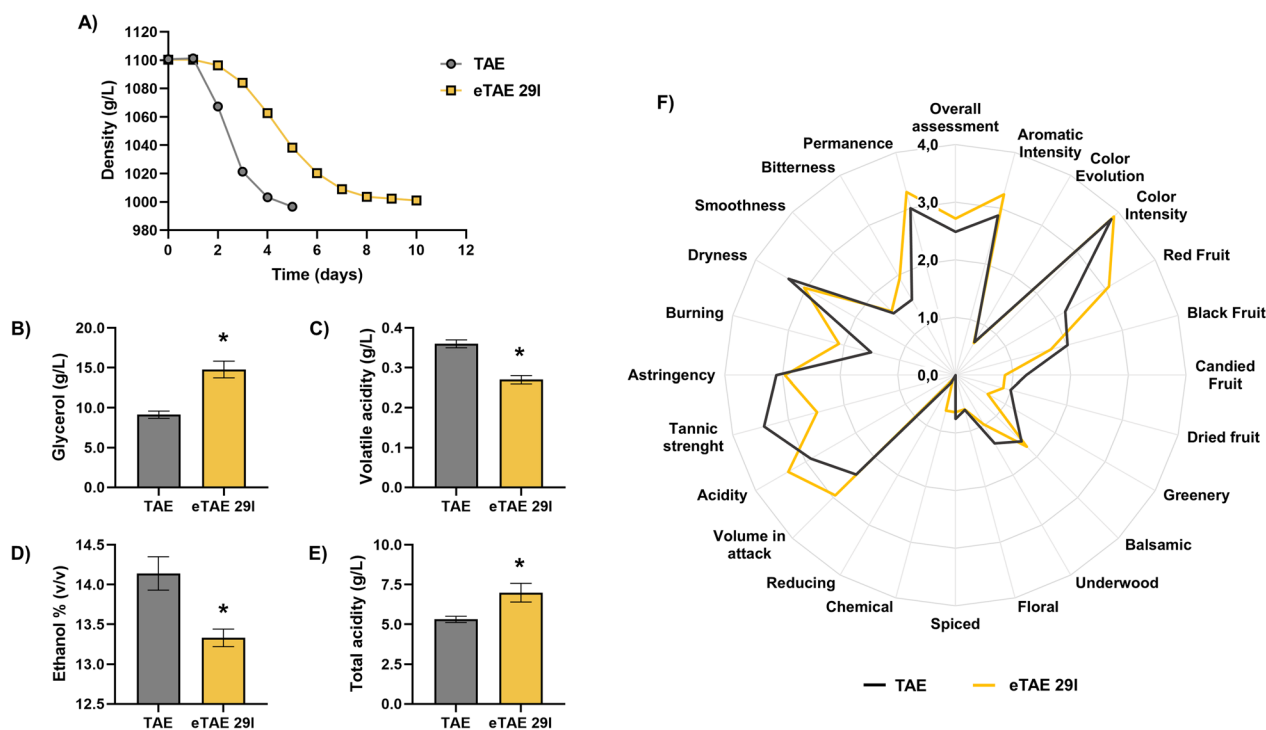 A)
1120
1100
1080
1060
1040
1020
1000
980
Density (g/L)
0
2
4
6
8
10
12
Time (days)
TAE
eTAE 29I
B)
20.0
15.0
10.0
5.0
0.0
Glycerol (g/L)
*
TAE
eTAE 29I
C)
0.4
0.3
0.2
0.1
0.0
Volatile acidity (g/L)
*
TAE
eTAE 29I
D)
14.5
14.0
13.5
13.0
12.5
Ethanol % (v/v)
*
TAE
eTAE 29I
E)
10.0
7.5
5.0
2.5
0.0
Total acidity (g/L)
*
TAE
eTAE 29I
F)
Overall
assessment
Aromatic
Intensity
Color
Evolution
Color
Intensity
Red Fruit
Black Fruit
Candied
Fruit
Dried fruit
Greenery
Balsamic
Underwood
Floral
Spiced
Chemical
Reducing
Volume in
attack
Acidity
Tannic
strenght
Astringency
Burning
Dryness
Smoothness
Bitterness
Permanence
4,0
3,0
2,0
1,0
0,0
TAE
eTAE 29I